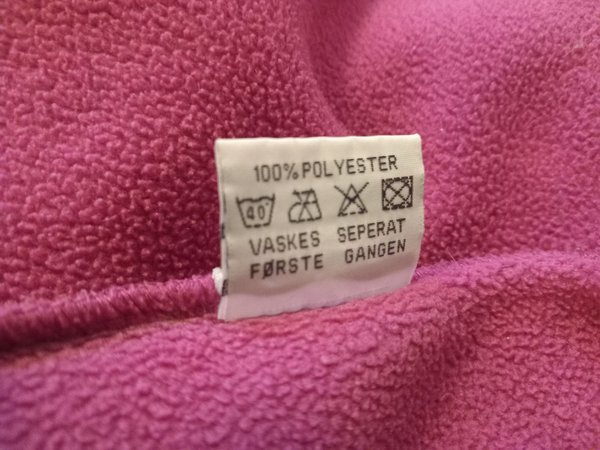 100% POLYESTER
40
VASKES SEPERAT
FØRSTE GANGEN